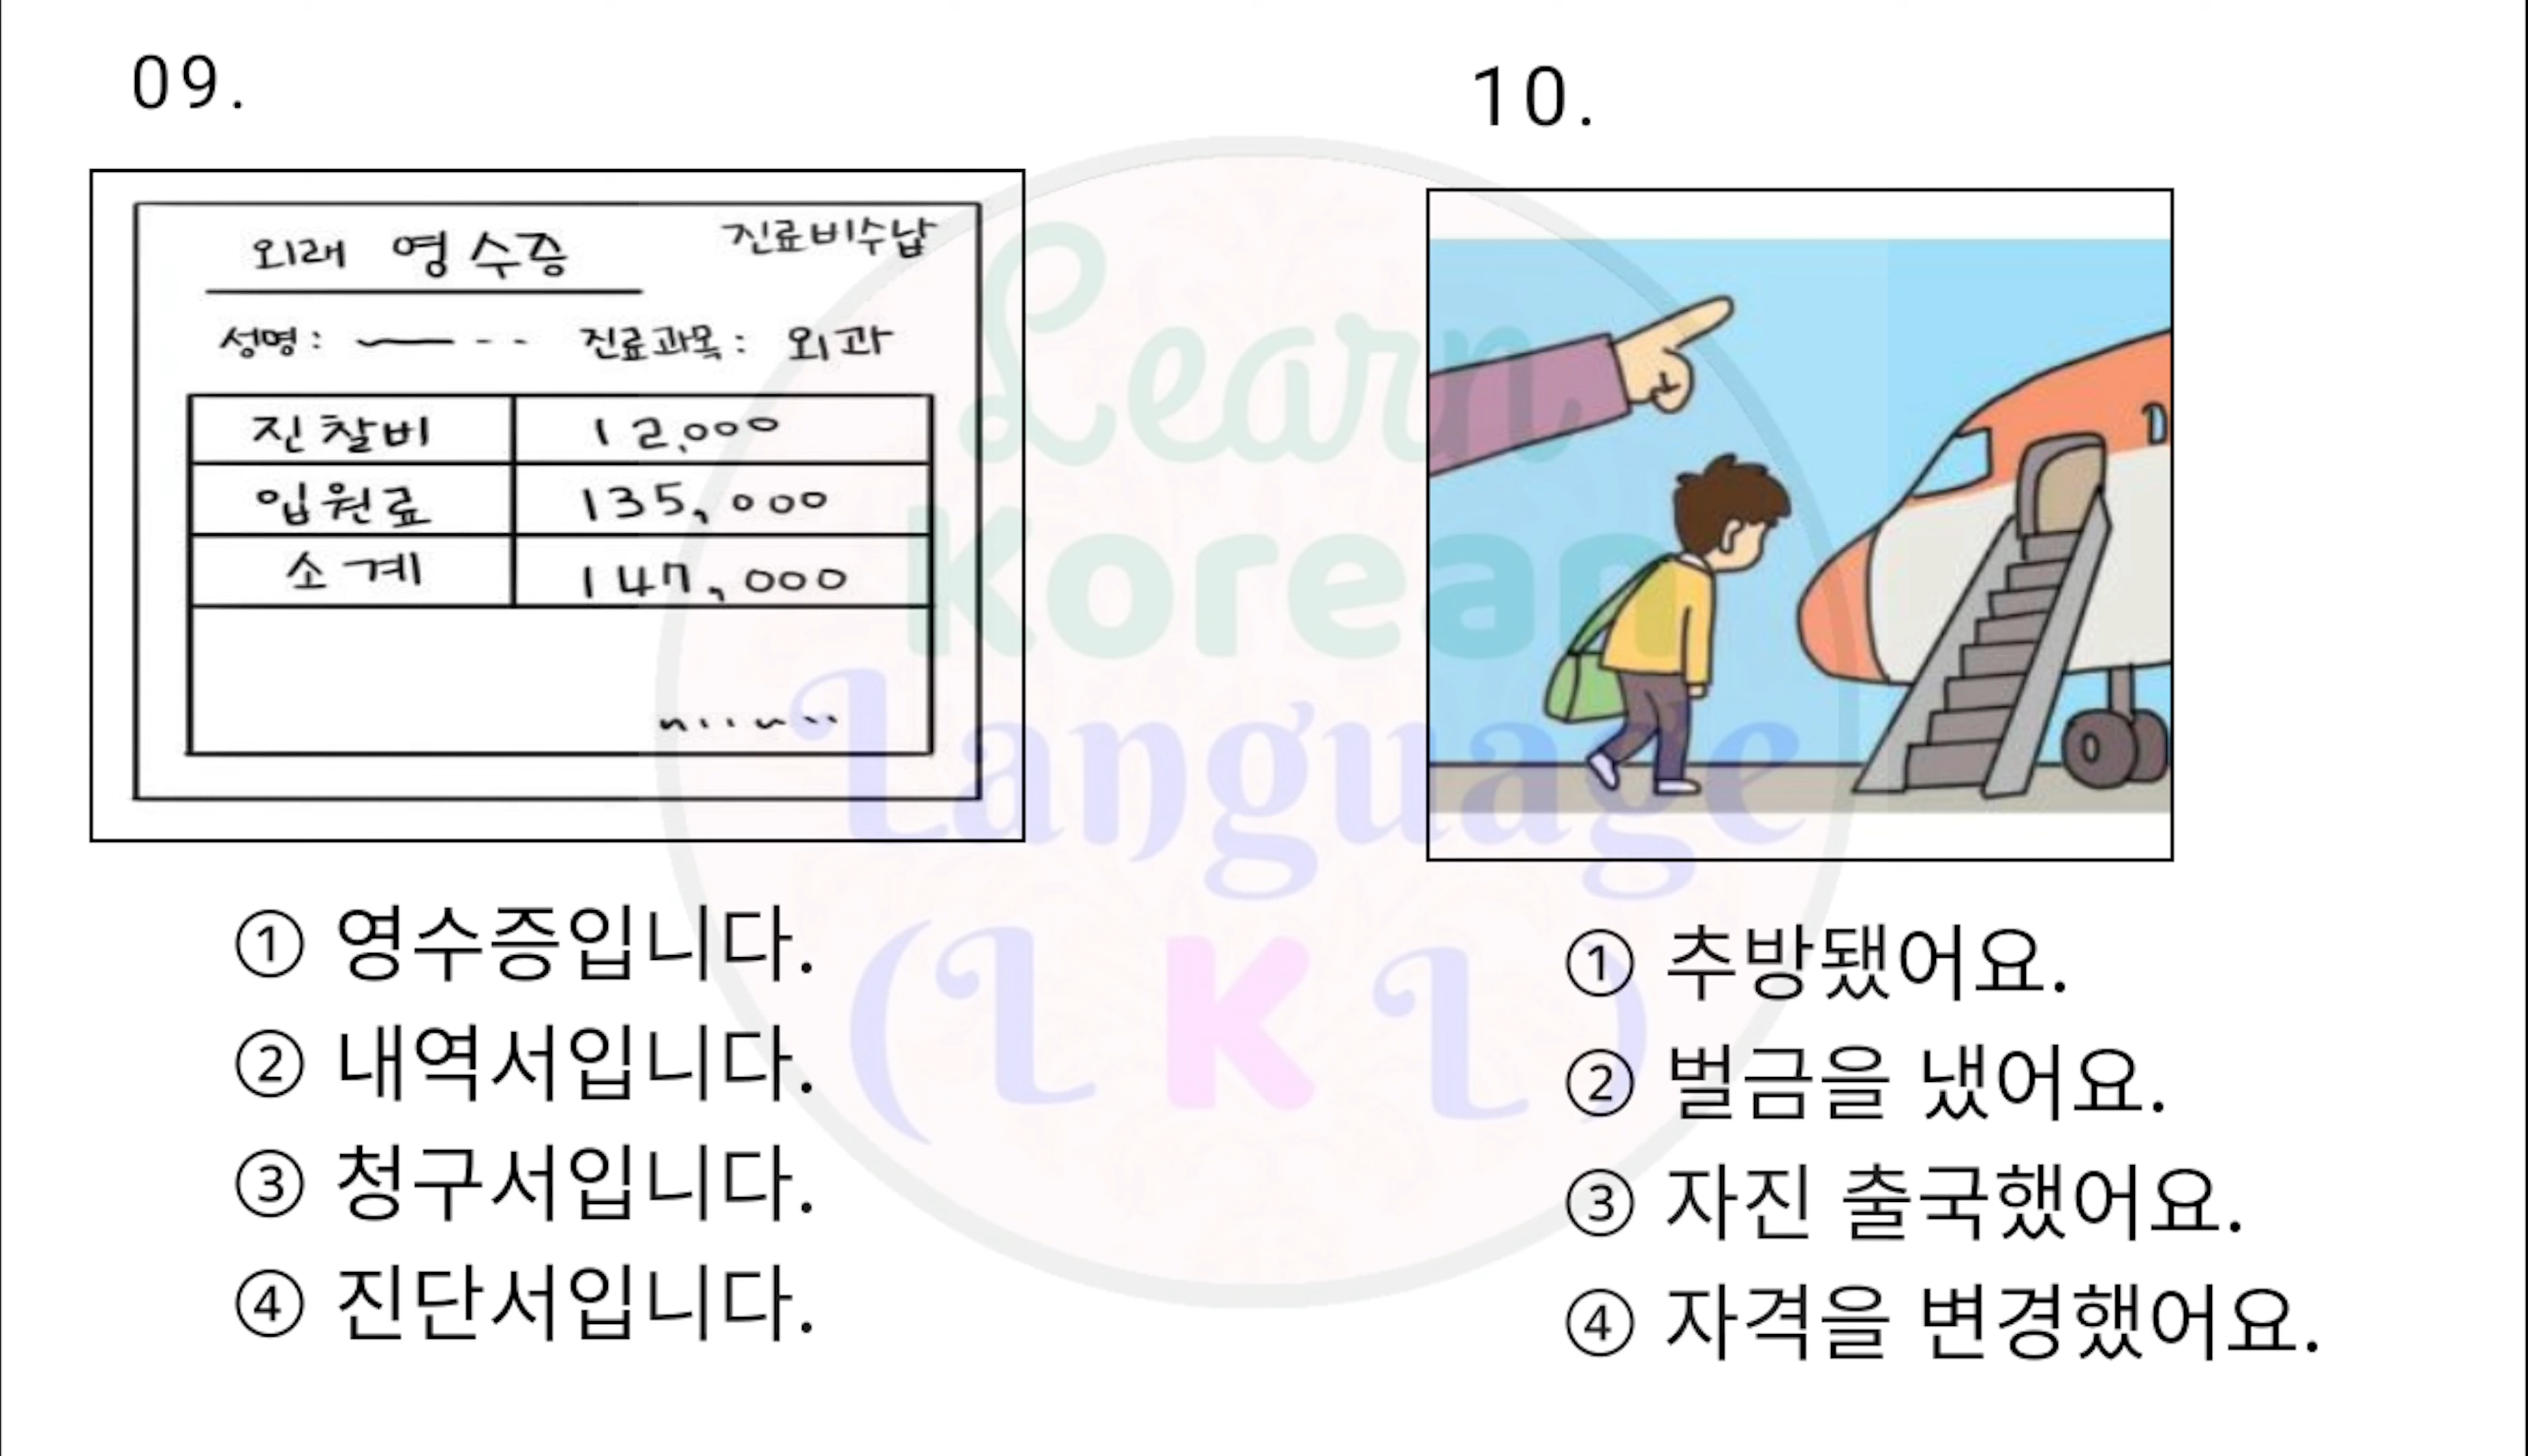 09.
외래 영수증 진료비수납
성명: 진료과목: 외과
진찰비 12,000
입원료 135,000
소계 147,000
① 영수증입니다.
② 내역서입니다.
③ 청구서입니다.
④ 진단서입니다.
10.
① 추방됐어요.
② 벌금을 냈어요.
③ 자진 출국했어요.
④ 자격을 변경했어요.
Learn
Korean
Language
(L K L)